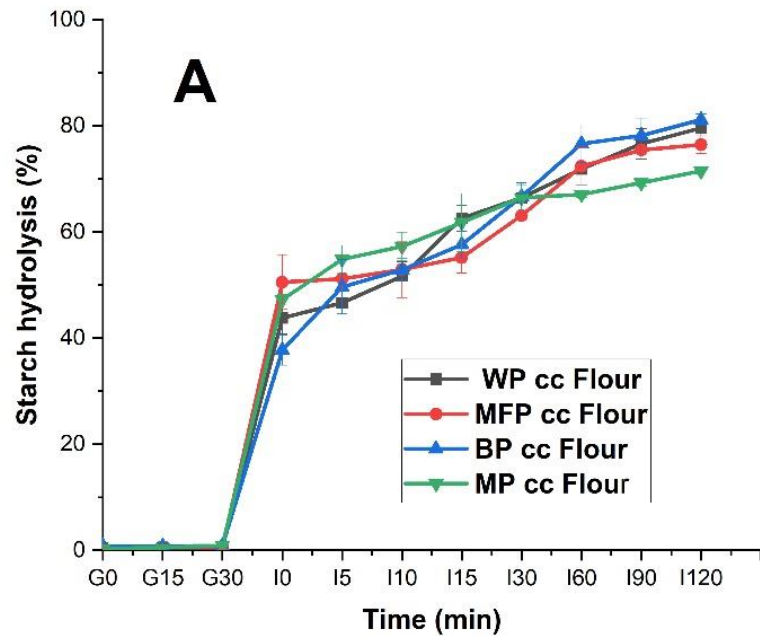 A
100
80
60
40
20
0
Starch hydrolysis (%)
WP cc Flour
MFP cc Flour
BP cc Flour
MP cc Flour
G0 G15 G30 I0 I5 I10 I15 I30 I60 I90 I120
Time (min)